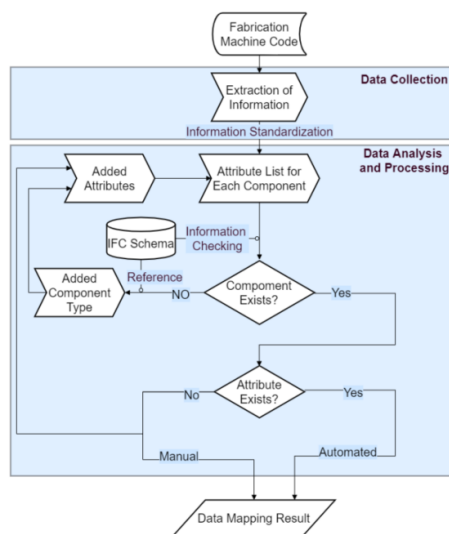 Fabrication
Machine Code
Data Collection
Extraction of
Information
Information Standardization
Data Analysis
and Processing
Added
Attributes
Attribute List for
Each Component
IFC Schema
Information
Checking
Reference
Added
Component
Type
NO
Compoment
Exists?
Yes
Attribute
Exists?
No
Yes
Manual
Automated
Data Mapping Result